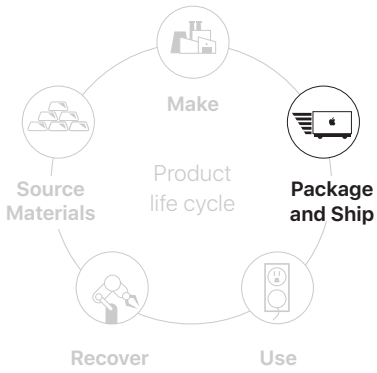 Make
Source
Materials
Product
life cycle
Package
and Ship
Recover
Use